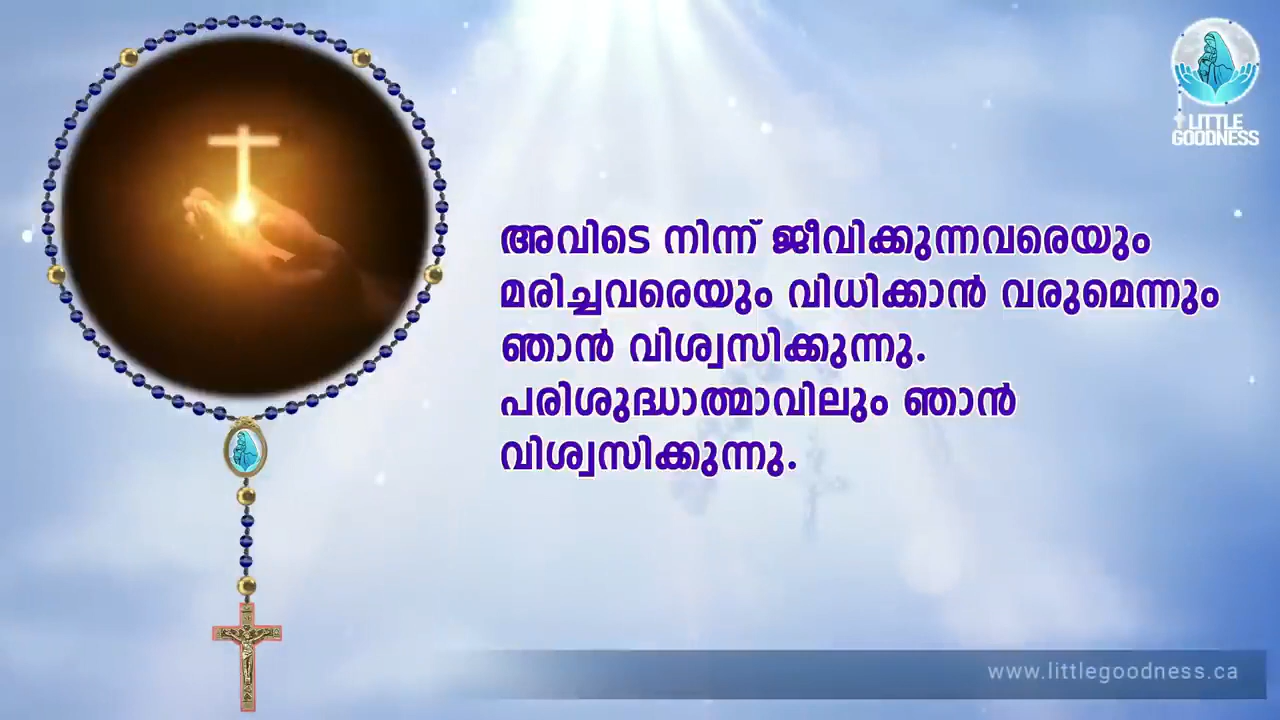 LITTLE
GOODNESS
അവിടെ നിന്ന് ജീവിക്കുന്നവരെയും
മരിച്ചവരെയും വിധിക്കാൻ വരുമെന്നും
ഞാൻ വിശ്വസിക്കുന്നു.
പരിശുദ്ധാത്മാവിലും ഞാൻ
വിശ്വസിക്കുന്നു.
www.littlegoodness.ca